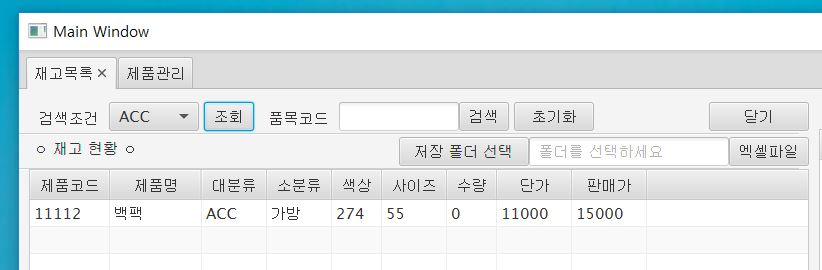 Main Window
재고목록 × 제품관리
검색조건 ACC 조회 품목코드 검색 초기화 닫기
ㅇ 재고 현황 ㅇ 저장 폴더 선택 폴더를 선택하세요 엑셀파일
제품코드 제품명 대분류 소분류 색상 사이즈 수량 단가 판매가
11112 백팩 ACC 가방 274 55 0 11000 15000